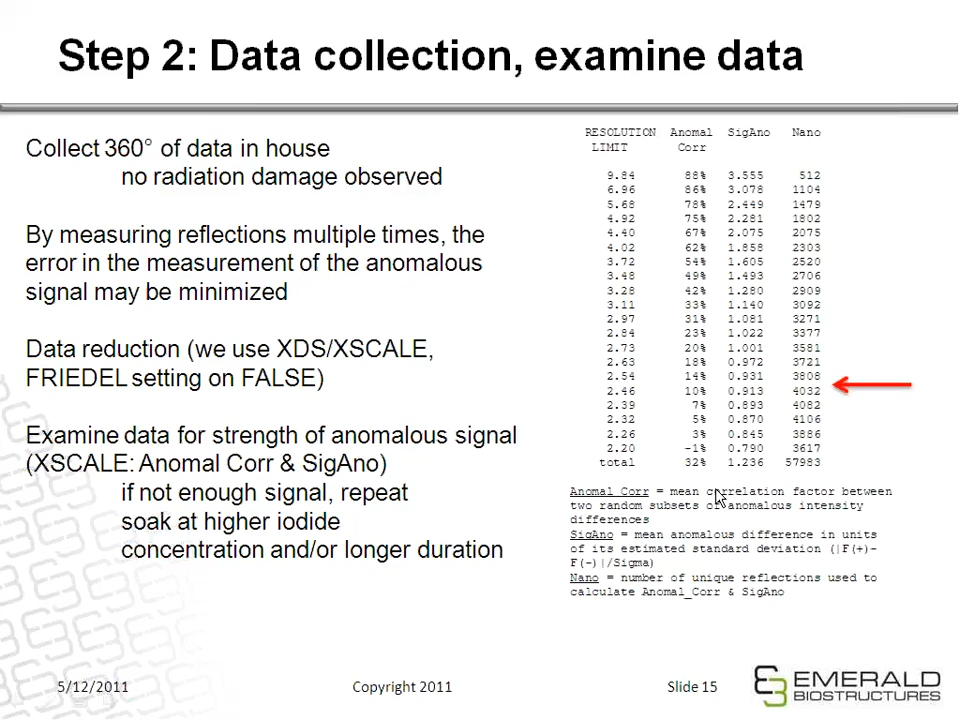 Step 2: Data collection, examine data
Collect 360° of data in house
no radiation damage observed
By measuring reflections multiple times, the
error in the measurement of the anomalous
signal may be minimized
Data reduction (we use XDS/XSCALE,
FRIEDEL setting on FALSE)
Examine data for strength of anomalous signal
(XSCALE: Anomal Corr & SigAno)
if not enough signal, repeat
soak at higher iodide
concentration and/or longer duration
RESOLUTION Anomal SigAno Nano
LIMIT Corr
9.84 88% 3.555 512
6.96 86% 3.078 1104
5.68 78% 2.449 1479
4.92 75% 2.281 1802
4.40 67% 2.075 2075
4.02 62% 1.858 2303
3.72 54% 1.605 2520
3.48 49% 1.493 2706
3.28 42% 1.280 2909
3.11 33% 1.140 3092
2.97 31% 1.081 3271
2.84 23% 1.022 3377
2.73 20% 1.001 3581
2.63 18% 0.972 3721
2.54 14% 0.931 3808
2.46 10% 0.913 4032
2.39 7% 0.893 4082
2.32 5% 0.870 4106
2.26 3% 0.845 3886
2.20 -1% 0.790 3617
total 32% 1.236 57983
Anomal Corr = mean correlation factor between
two random subsets of anomalous intensity
differences
SigAno = mean anomalous difference in units
of its estimated standard deviation (|F(+)-
F(-)|/Sigma)
Nano = number of unique reflections used to
calculate Anomal_Corr & SigAno
5/12/2011
Copyright 2011
Slide 15
EMERALD
BIOSTRUCTURES